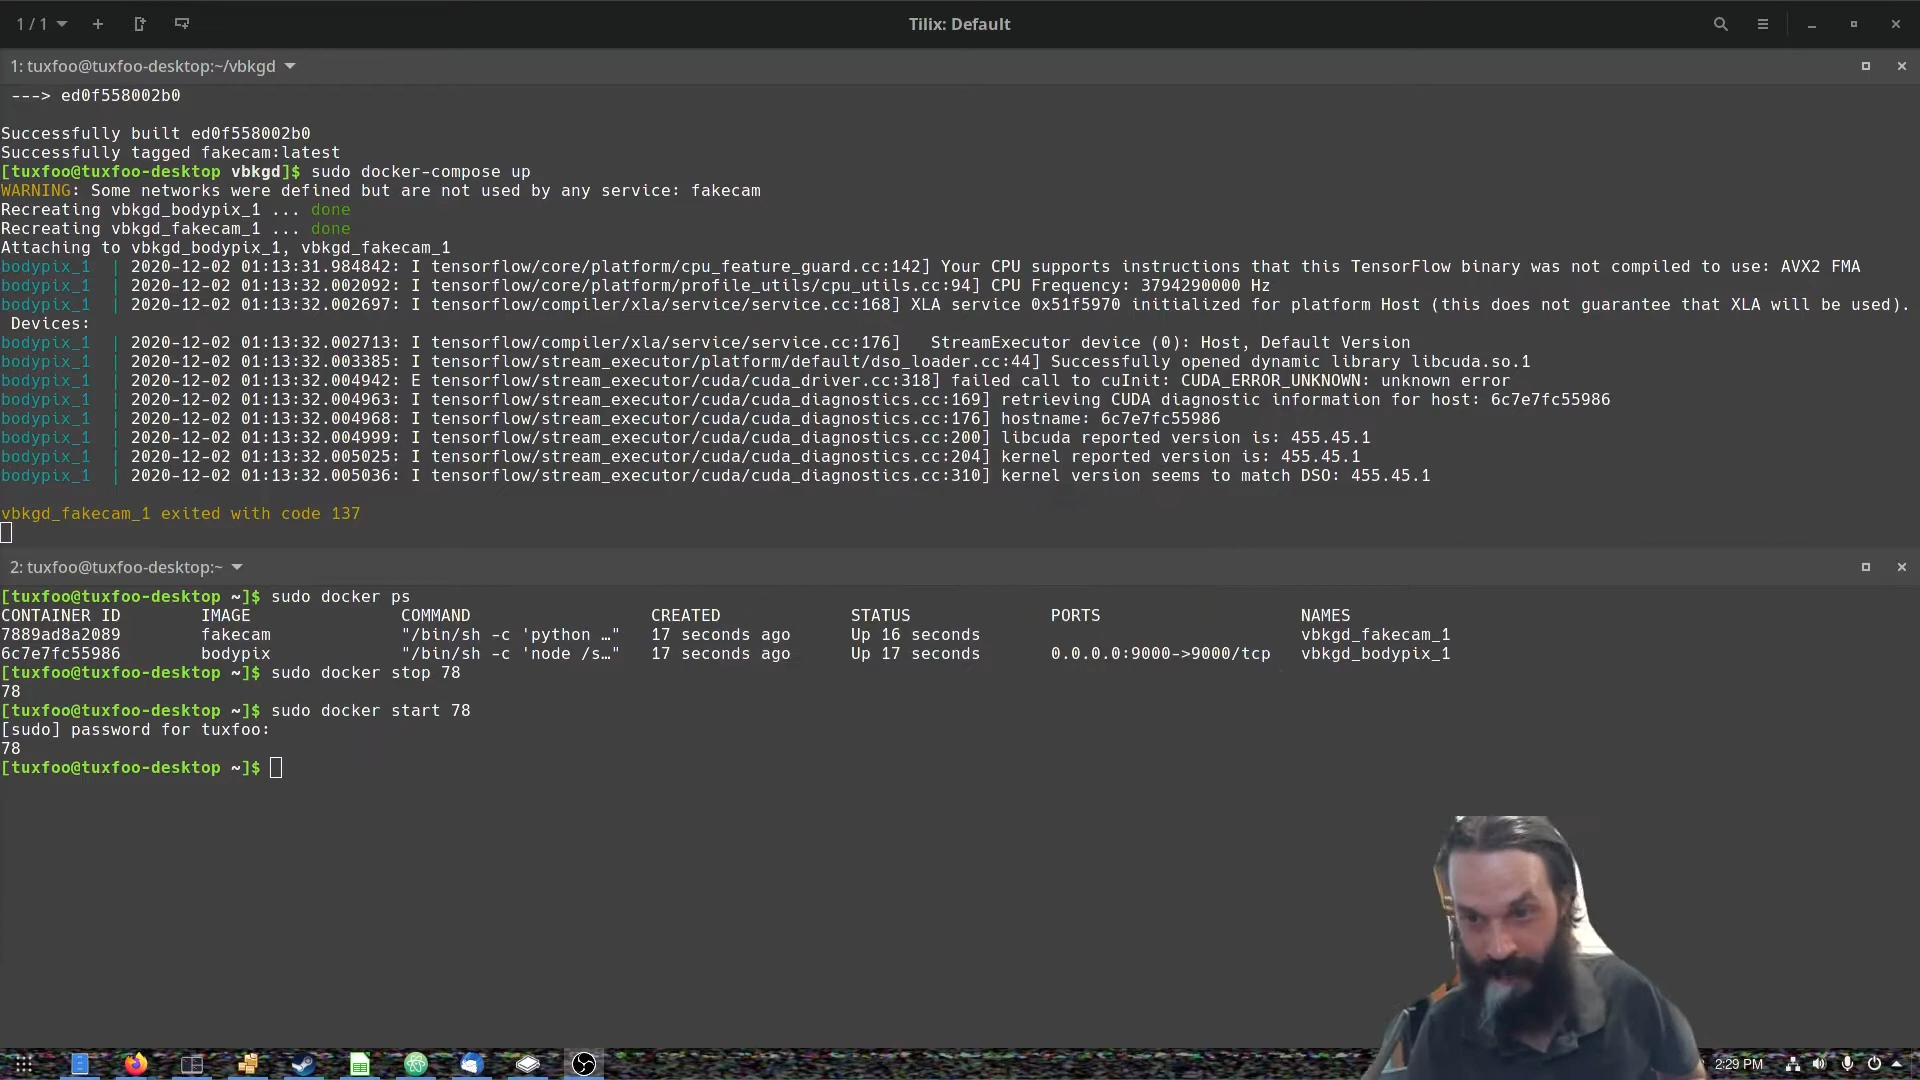 1 / 1
Tilix: Default
1: tuxfoo@tuxfoo-desktop:~/vbkgd
---> ed0f558002b0
Successfully built ed0f558002b0
Successfully tagged fakecam:latest
[tuxfoo@tuxfoo-desktop vbkgd]$ sudo docker-compose up
WARNING: Some networks were defined but are not used by any service: fakecam
Recreating vbkgd_bodypix_1 ... done
Recreating vbkgd_fakecam_1 ... done
Attaching to vbkgd_bodypix_1, vbkgd_fakecam_1
bodypix_1  | 2020-12-02 01:13:31.984842: I tensorflow/core/platform/cpu_feature_guard.cc:142] Your CPU supports instructions that this TensorFlow binary was not compiled to use: AVX2 FMA
bodypix_1  | 2020-12-02 01:13:32.002092: I tensorflow/core/platform/profile_utils/cpu_utils.cc:94] CPU Frequency: 3794290000 Hz
bodypix_1  | 2020-12-02 01:13:32.002697: I tensorflow/compiler/xla/service/service.cc:168] XLA service 0x51f5970 initialized for platform Host (this does not guarantee that XLA will be used).
Devices:
bodypix_1  | 2020-12-02 01:13:32.002713: I tensorflow/compiler/xla/service/service.cc:176]   StreamExecutor device (0): Host, Default Version
bodypix_1  | 2020-12-02 01:13:32.003385: I tensorflow/stream_executor/platform/default/dso_loader.cc:44] Successfully opened dynamic library libcuda.so.1
bodypix_1  | 2020-12-02 01:13:32.004942: E tensorflow/stream_executor/cuda/cuda_driver.cc:318] failed call to cuInit: CUDA_ERROR_UNKNOWN: unknown error
bodypix_1  | 2020-12-02 01:13:32.004963: I tensorflow/stream_executor/cuda/cuda_diagnostics.cc:169] retrieving CUDA diagnostic information for host: 6c7e7fc55986
bodypix_1  | 2020-12-02 01:13:32.004968: I tensorflow/stream_executor/cuda/cuda_diagnostics.cc:176] hostname: 6c7e7fc55986
bodypix_1  | 2020-12-02 01:13:32.004999: I tensorflow/stream_executor/cuda/cuda_diagnostics.cc:200] libcuda reported version is: 455.45.1
bodypix_1  | 2020-12-02 01:13:32.005025: I tensorflow/stream_executor/cuda/cuda_diagnostics.cc:204] kernel reported version is: 455.45.1
bodypix_1  | 2020-12-02 01:13:32.005036: I tensorflow/stream_executor/cuda/cuda_diagnostics.cc:310] kernel version seems to match DSO: 455.45.1
vbkgd_fakecam_1 exited with code 137
2: tuxfoo@tuxfoo-desktop:~
[tuxfoo@tuxfoo-desktop ~]$ sudo docker ps
CONTAINER ID        IMAGE               COMMAND                  CREATED             STATUS              PORTS                    NAMES
7889ad8a2089        fakecam             "/bin/sh -c 'python …"   17 seconds ago      Up 16 seconds                                vbkgd_fakecam_1
6c7e7fc55986        bodypix             "/bin/sh -c 'node /s…"   17 seconds ago      Up 17 seconds       0.0.0.0:9000->9000/tcp   vbkgd_bodypix_1
[tuxfoo@tuxfoo-desktop ~]$ sudo docker stop 78
78
[tuxfoo@tuxfoo-desktop ~]$ sudo docker start 78
[sudo] password for tuxfoo:
78
[tuxfoo@tuxfoo-desktop ~]$
2:29 PM